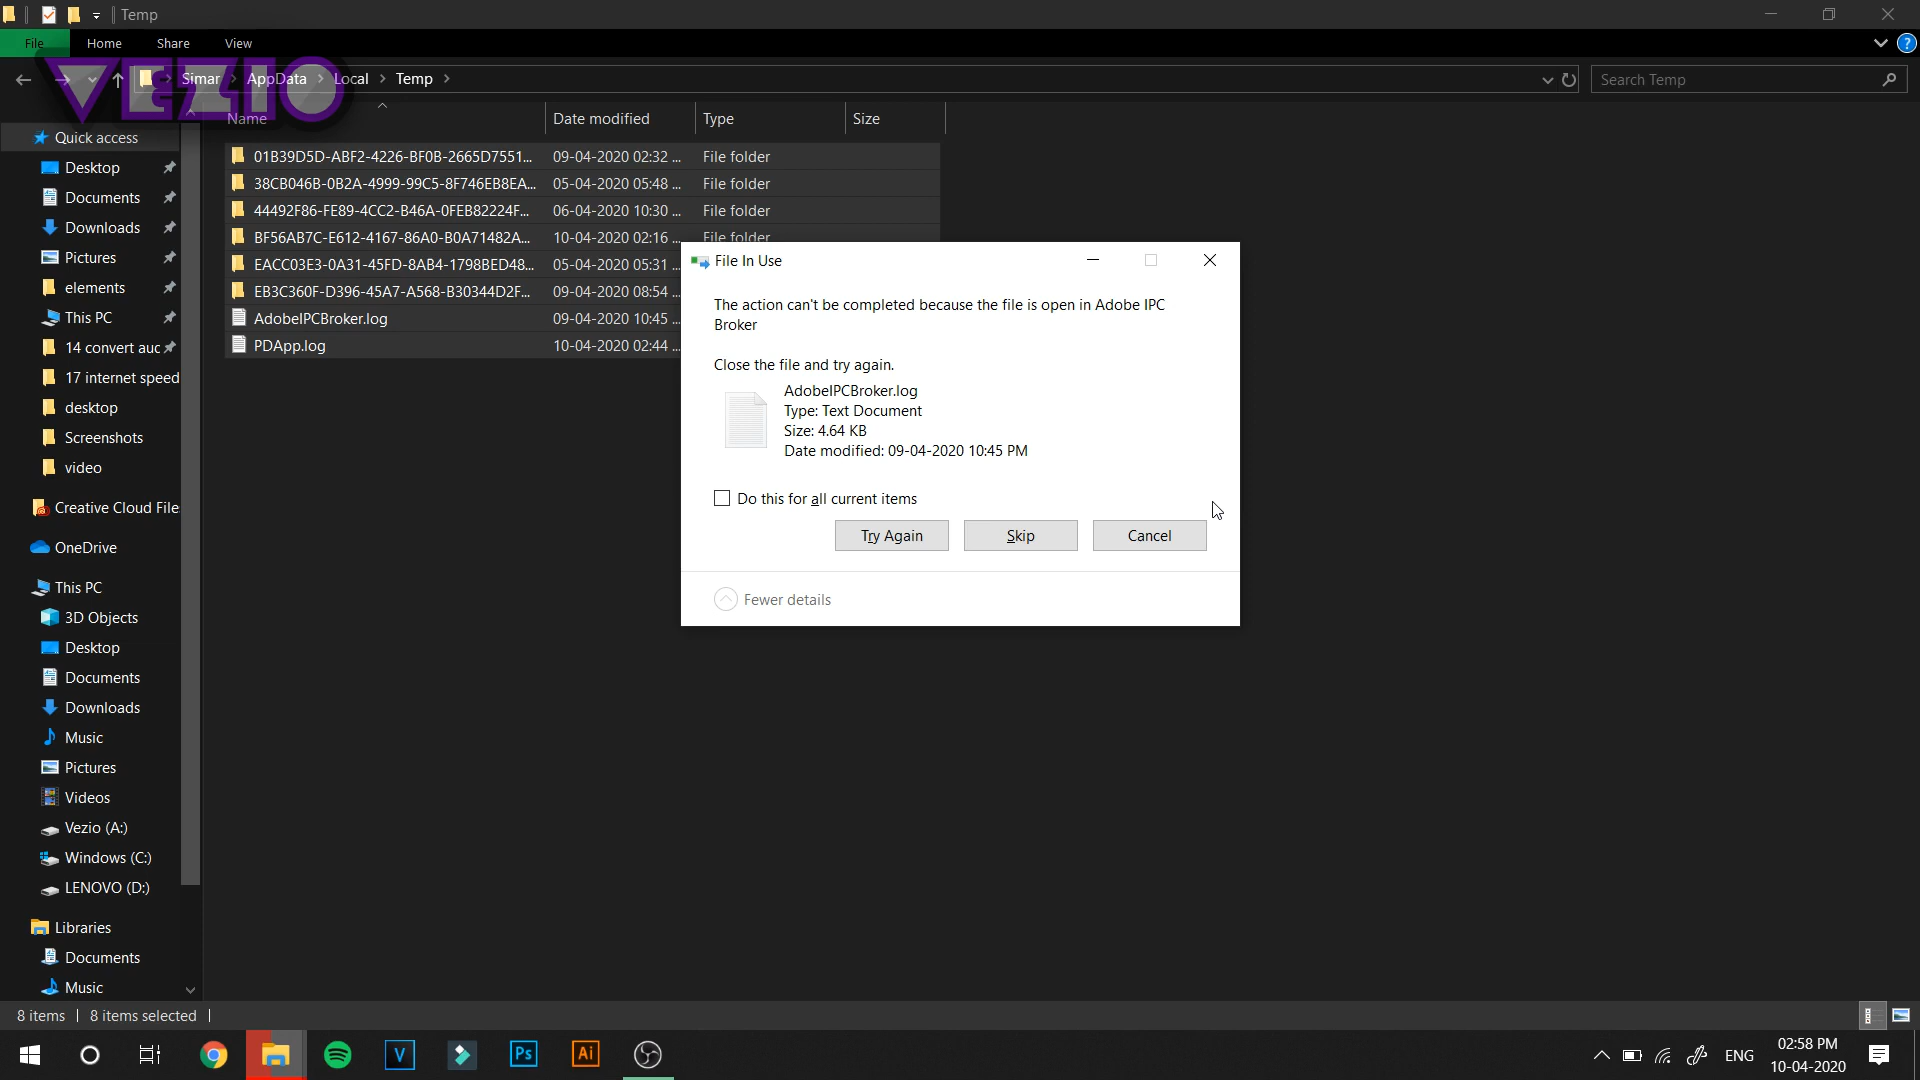 Temp
File
Home
Share
View
VEZIO
Simar
AppData
Local
Temp
Search Temp
Name
Date modified
Type
Size
Quick access
Desktop
Documents
Downloads
Pictures
elements
This PC
14 convert auc
17 internet speed
desktop
Screenshots
video
Creative Cloud File
OneDrive
This PC
3D Objects
Desktop
Documents
Downloads
Music
Pictures
Videos
Vezio (A:)
Windows (C:)
LENOVO (D:)
Libraries
Documents
Music
01B39D5D-ABF2-4226-BF0B-2665D7551... 09-04-2020 02:32 ... File folder
38CB046B-0B2A-4999-99C5-8F746EB8EA... 05-04-2020 05:48 ... File folder
44492F86-FE89-4CC2-B46A-0FEB82224F... 06-04-2020 10:30 ... File folder
BF56AB7C-E612-4167-86A0-B0A71482A... 10-04-2020 02:16 ... File folder
EACC03E3-0A31-45FD-8AB4-1798BED48... 05-04-2020 05:31 ...
EB3C360F-D396-45A7-A568-B30344D2F... 09-04-2020 08:54 ...
AdobeIPCBroker.log 09-04-2020 10:45 ...
PDApp.log 10-04-2020 02:44 ...
File In Use
The action can't be completed because the file is open in Adobe IPC
Broker
Close the file and try again.
AdobeIPCBroker.log
Type: Text Document
Size: 4.64 KB
Date modified: 09-04-2020 10:45 PM
Do this for all current items
Try Again
Skip
Cancel
Fewer details
8 items
8 items selected
V
Ps
Ai
ENG
02:58 PM
10-04-2020